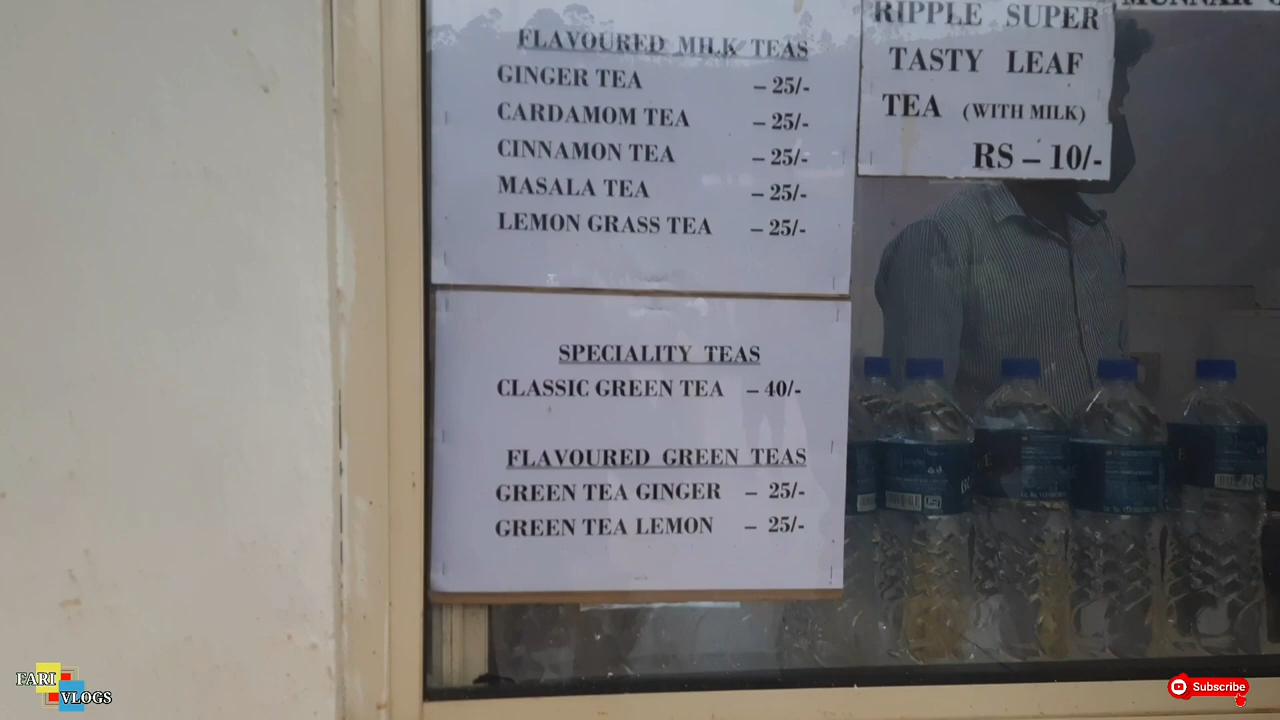 FLAVOURED MILK TEAS
GINGER TEA – 25/-
CARDAMOM TEA – 25/-
CINNAMON TEA – 25/-
MASALA TEA – 25/-
LEMON GRASS TEA – 25/-
SPECIALITY TEAS
CLASSIC GREEN TEA – 40/-
FLAVOURED GREEN TEAS
GREEN TEA GINGER – 25/-
GREEN TEA LEMON – 25/-
MUNNAR
RIPPLE SUPER
TASTY LEAF
TEA (WITH MILK)
RS – 10/-
FARI
VLOGS
Subscribe